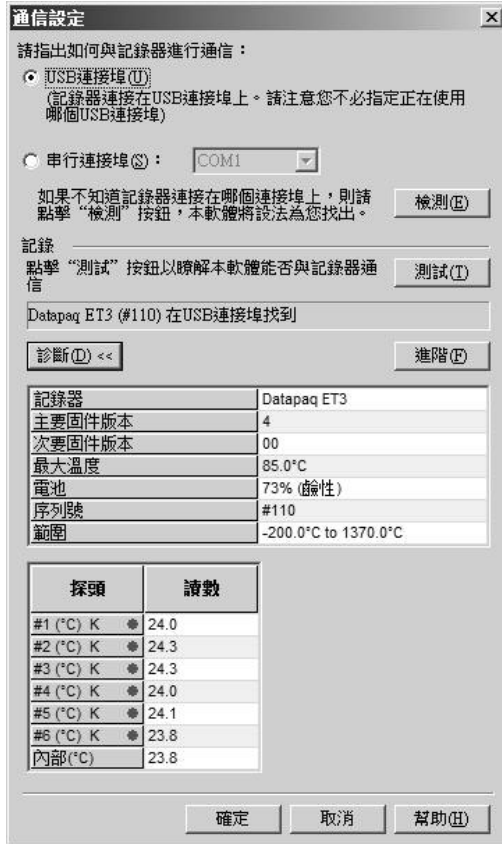 通信設定
請指出如何與記錄器進行通信：
USB連接埠(U)
(記錄器連接在USB連接埠上。請注意您不必指定正在使用
哪個USB連接埠)
串行連接埠(S)： COM1
如果不知道記錄器連接在哪個連接埠上，則請
點擊“檢測”按鈕，本軟體將設法為您找出。
檢測(E)
記錄
點擊“測試”按鈕以瞭解本軟體能否與記錄器通
信
測試(T)
Datapaq ET3 (#110) 在USB連接埠找到
診斷(D) << 進階(F)
記錄器 Datapaq ET3
主要固件版本 4
次要固件版本 00
最大溫度 85.0°C
電池 73% (鹼性)
序列號 #110
範圍 -200.0°C to 1370.0°C
探頭 讀數
#1 (°C) K 24.0
#2 (°C) K 24.3
#3 (°C) K 24.3
#4 (°C) K 24.0
#5 (°C) K 24.1
#6 (°C) K 23.8
內部(°C) 23.8
確定 取消 幫助(H)